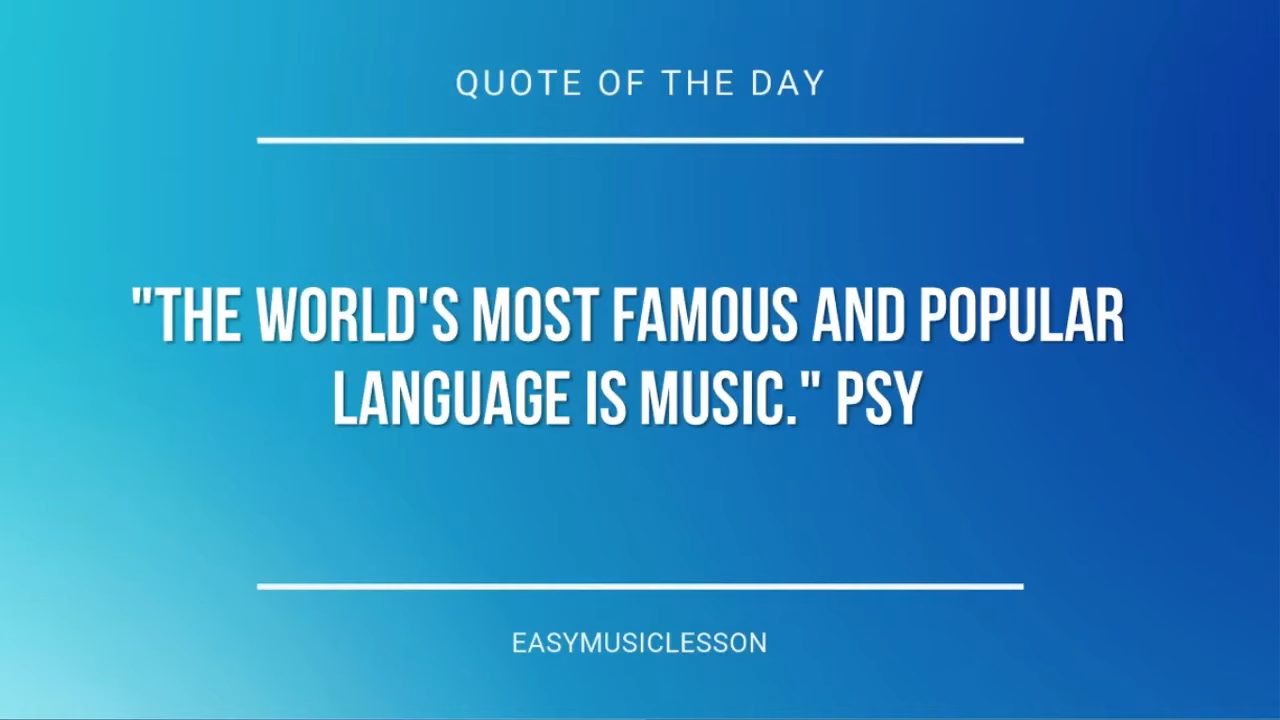 QUOTE OF THE DAY
"THE WORLD'S MOST FAMOUS AND POPULAR
LANGUAGE IS MUSIC." PSY
EASYMUSICLESSON